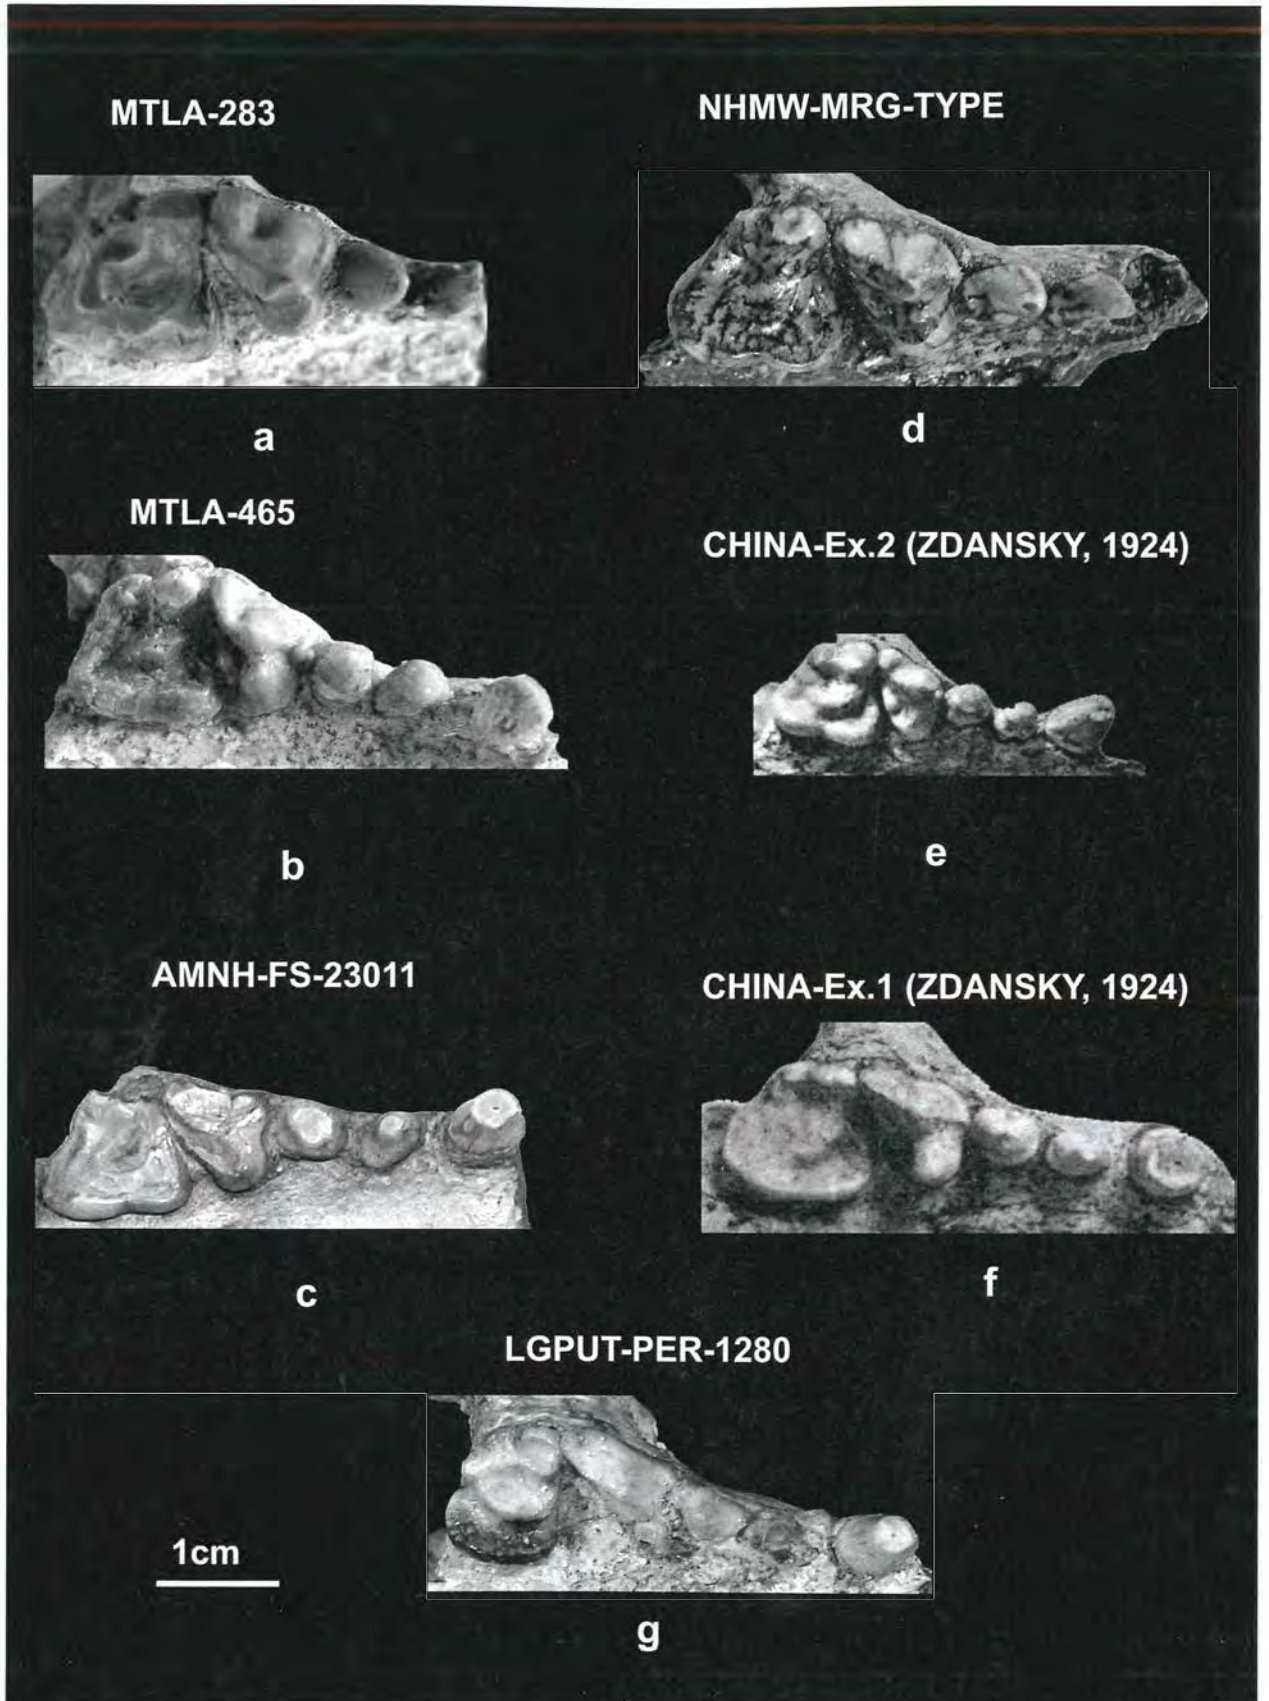 MTLA-283
NHMW-MRG-TYPE
a
d
MTLA-465
CHINA-Ex.2 (ZDANSKY, 1924)
b
e
AMNH-FS-23011
CHINA-Ex.1 (ZDANSKY, 1924)
c
f
LGPUT-PER-1280
1cm
g